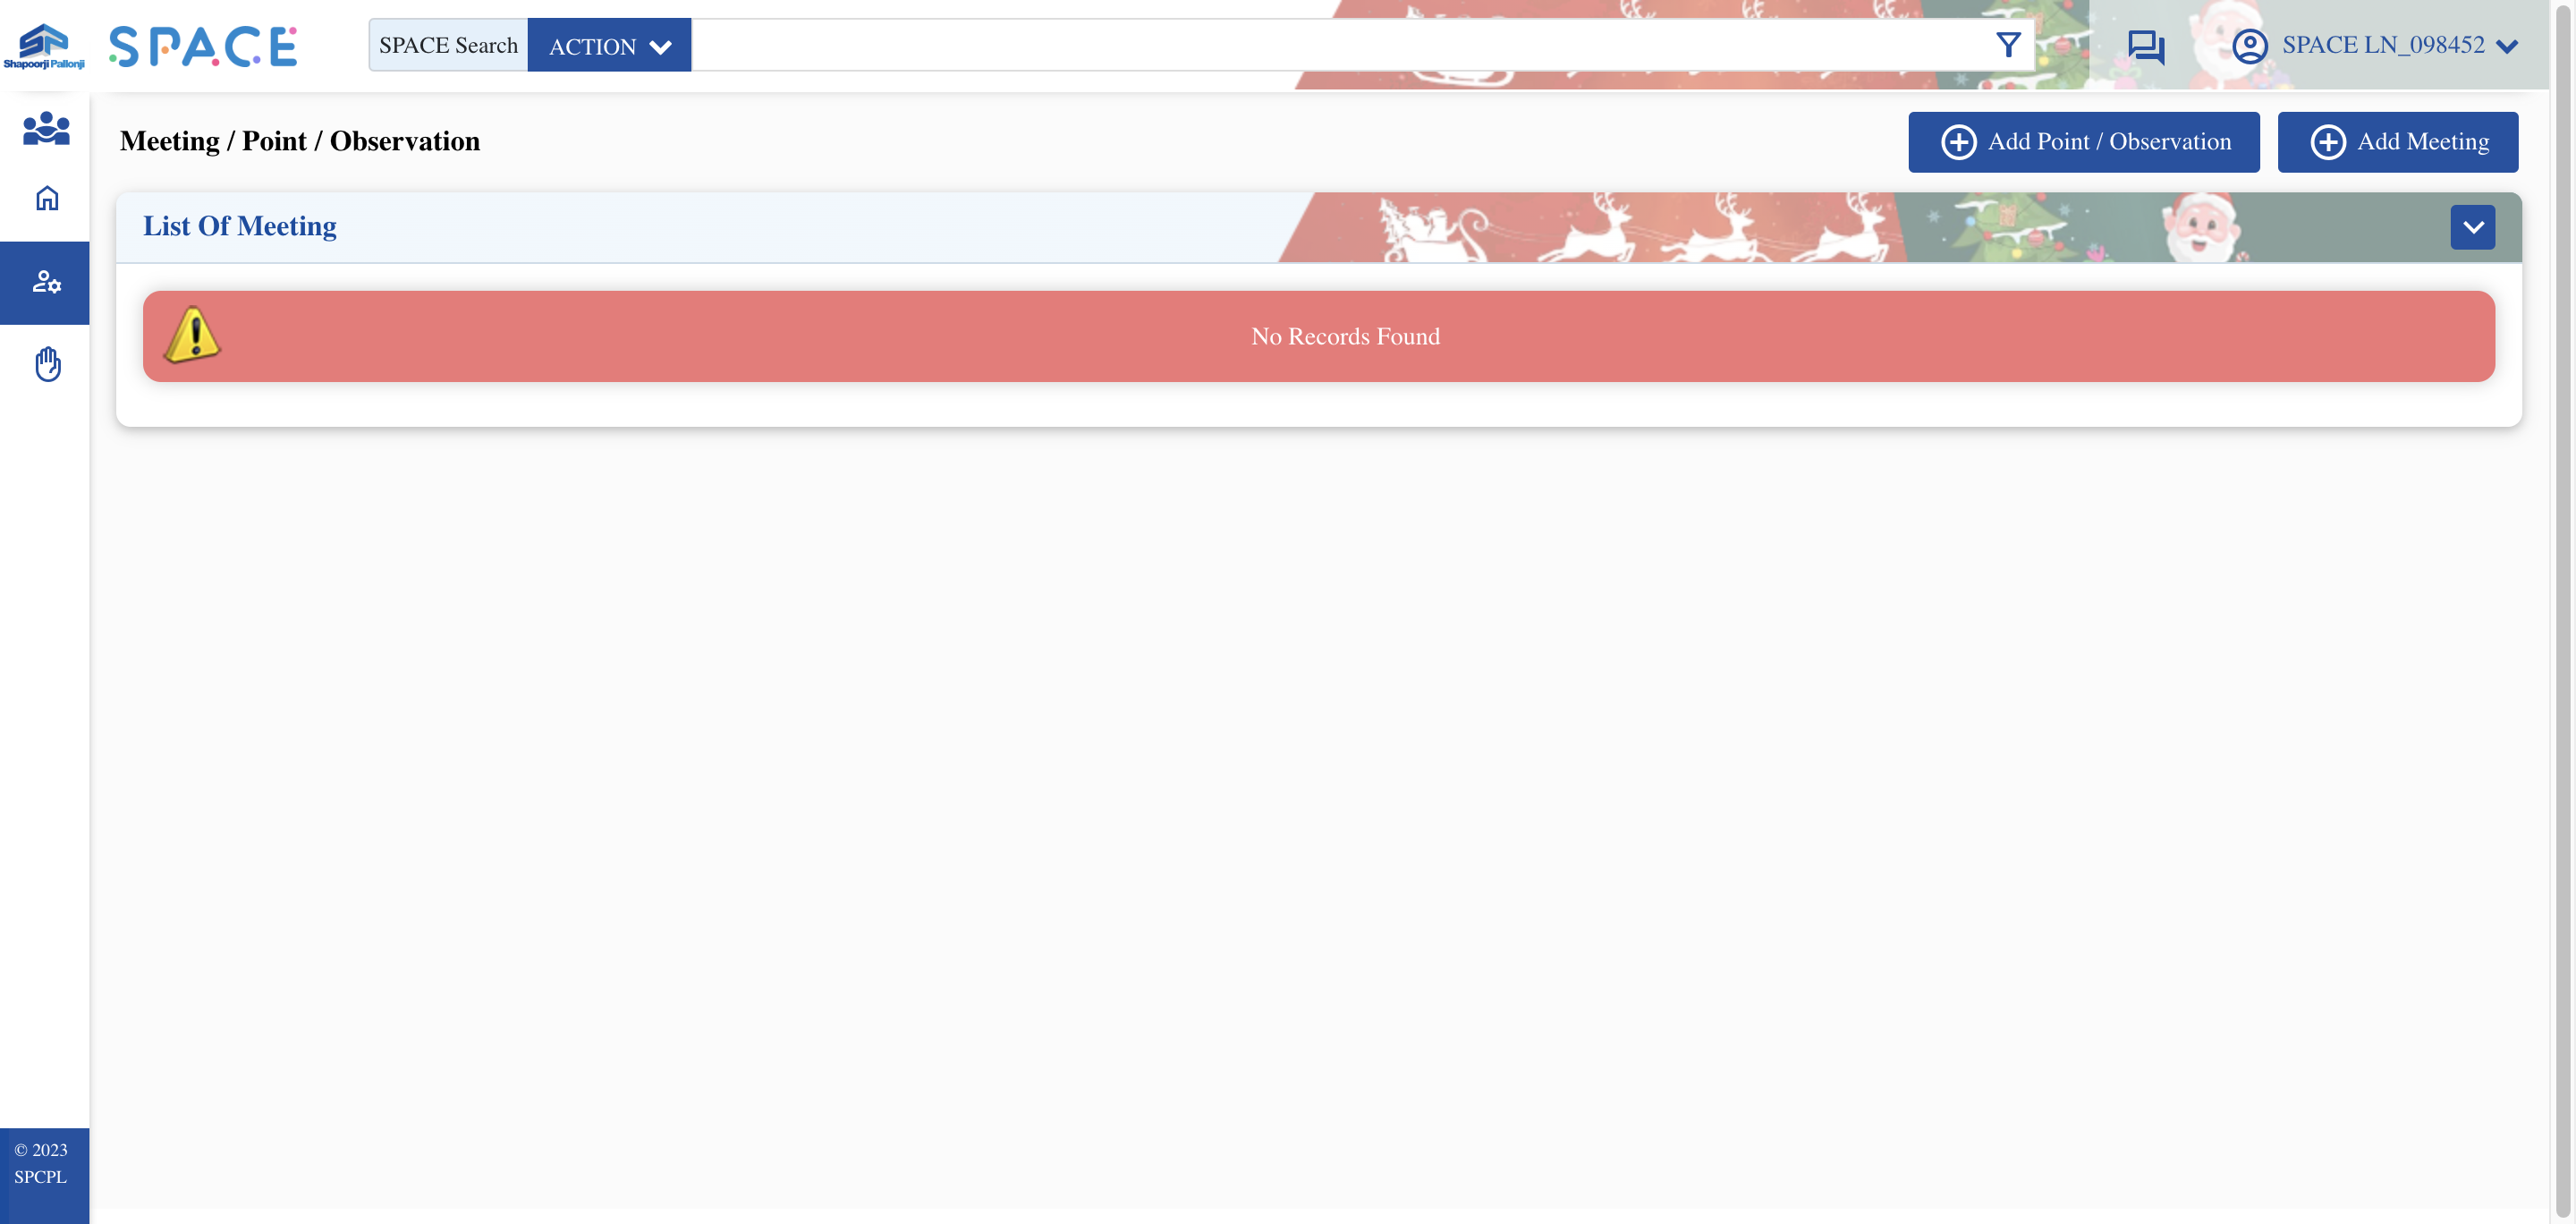 Shapoorji Pallonji
SPACE
SPACE Search
ACTION
SPACE LN_098452
Meeting / Point / Observation
Add Point / Observation
Add Meeting
List Of Meeting
No Records Found
© 2023
SPCPL